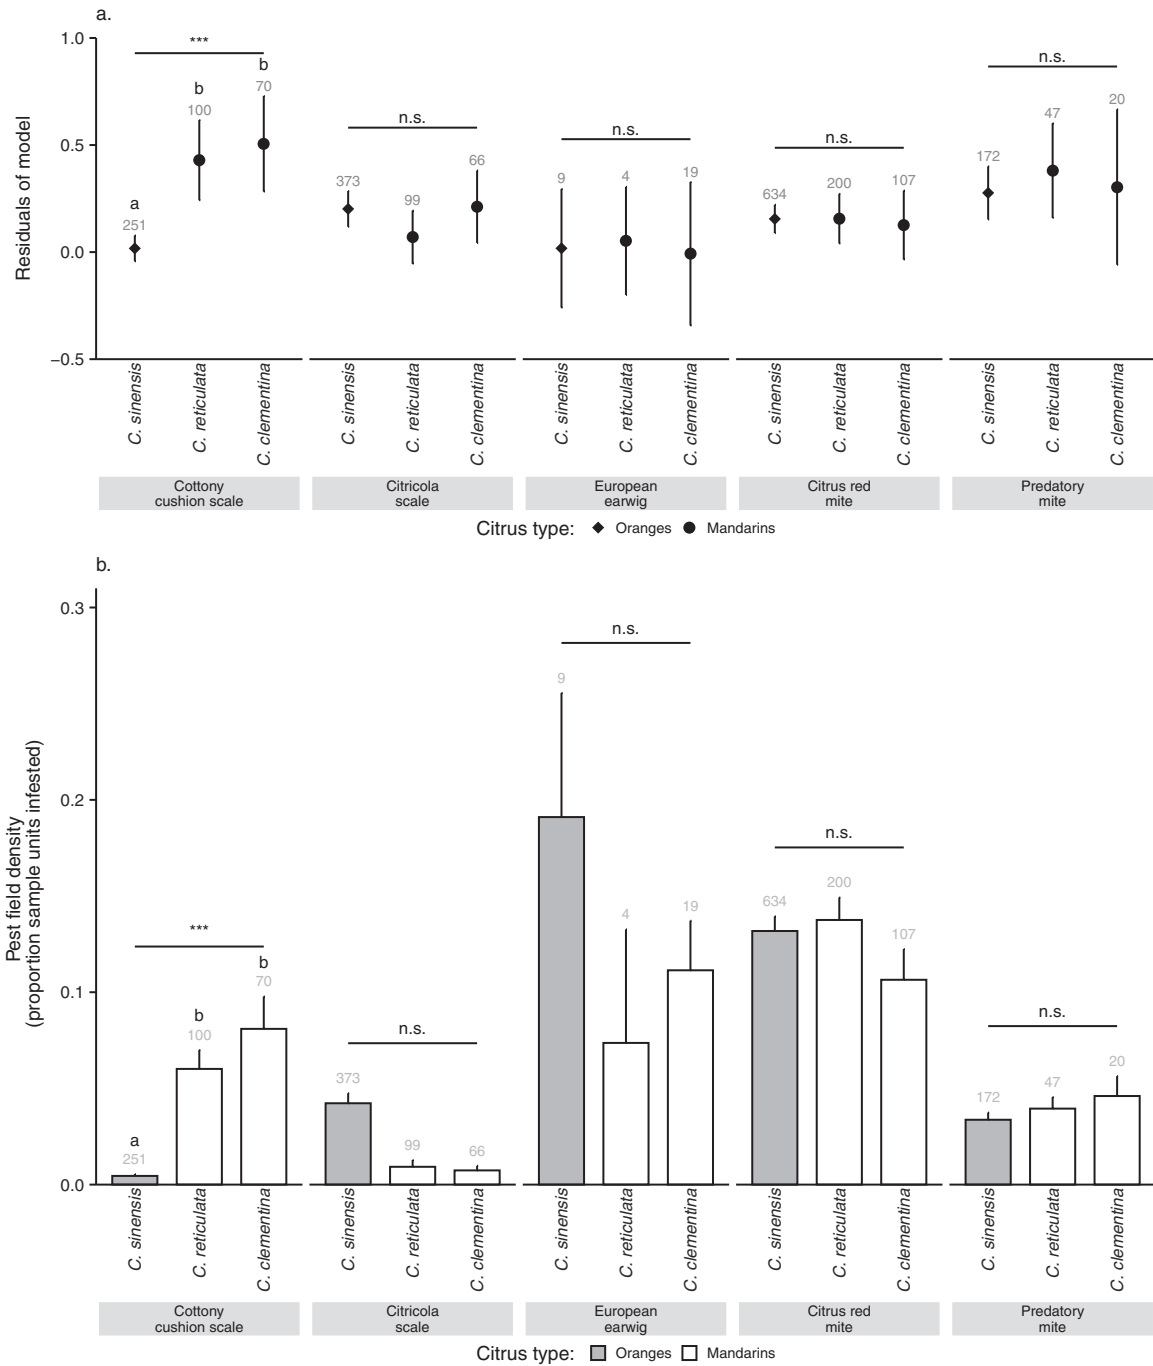 a.
1.0
0.5
0.0
−0.5
Residuals of model
***
a
251
b
100
b
70
n.s.
373
99
66
n.s.
9
4
19
n.s.
634
200
107
n.s.
172
47
20
C. sinensis
C. reticulata
C. clementina
C. sinensis
C. reticulata
C. clementina
C. sinensis
C. reticulata
C. clementina
C. sinensis
C. reticulata
C. clementina
C. sinensis
C. reticulata
C. clementina
Cottony
cushion scale
Citricola
scale
European
earwig
Citrus red
mite
Predatory
mite
Citrus type: Oranges Mandarins
b.
0.3
0.2
0.1
0.0
Pest field density
(proportion sample units infested)
***
a
251
b
100
b
70
n.s.
373
99
66
n.s.
9
4
19
n.s.
634
200
107
n.s.
172
47
20
C. sinensis
C. reticulata
C. clementina
C. sinensis
C. reticulata
C. clementina
C. sinensis
C. reticulata
C. clementina
C. sinensis
C. reticulata
C. clementina
C. sinensis
C. reticulata
C. clementina
Cottony
cushion scale
Citricola
scale
European
earwig
Citrus red
mite
Predatory
mite
Citrus type: Oranges Mandarins